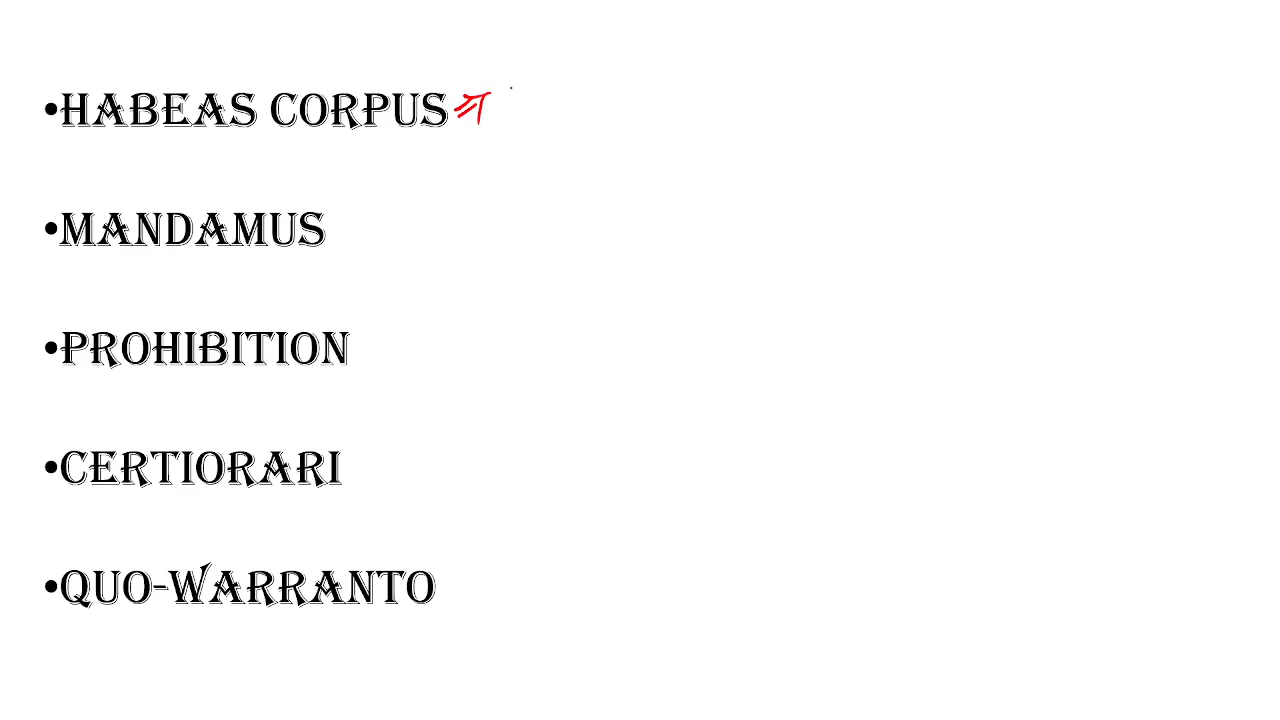 •HABEAS CORPUS
•MANDAMUS
•PROHIBITION
•CERTIORARI
•QUO-WARRANTO